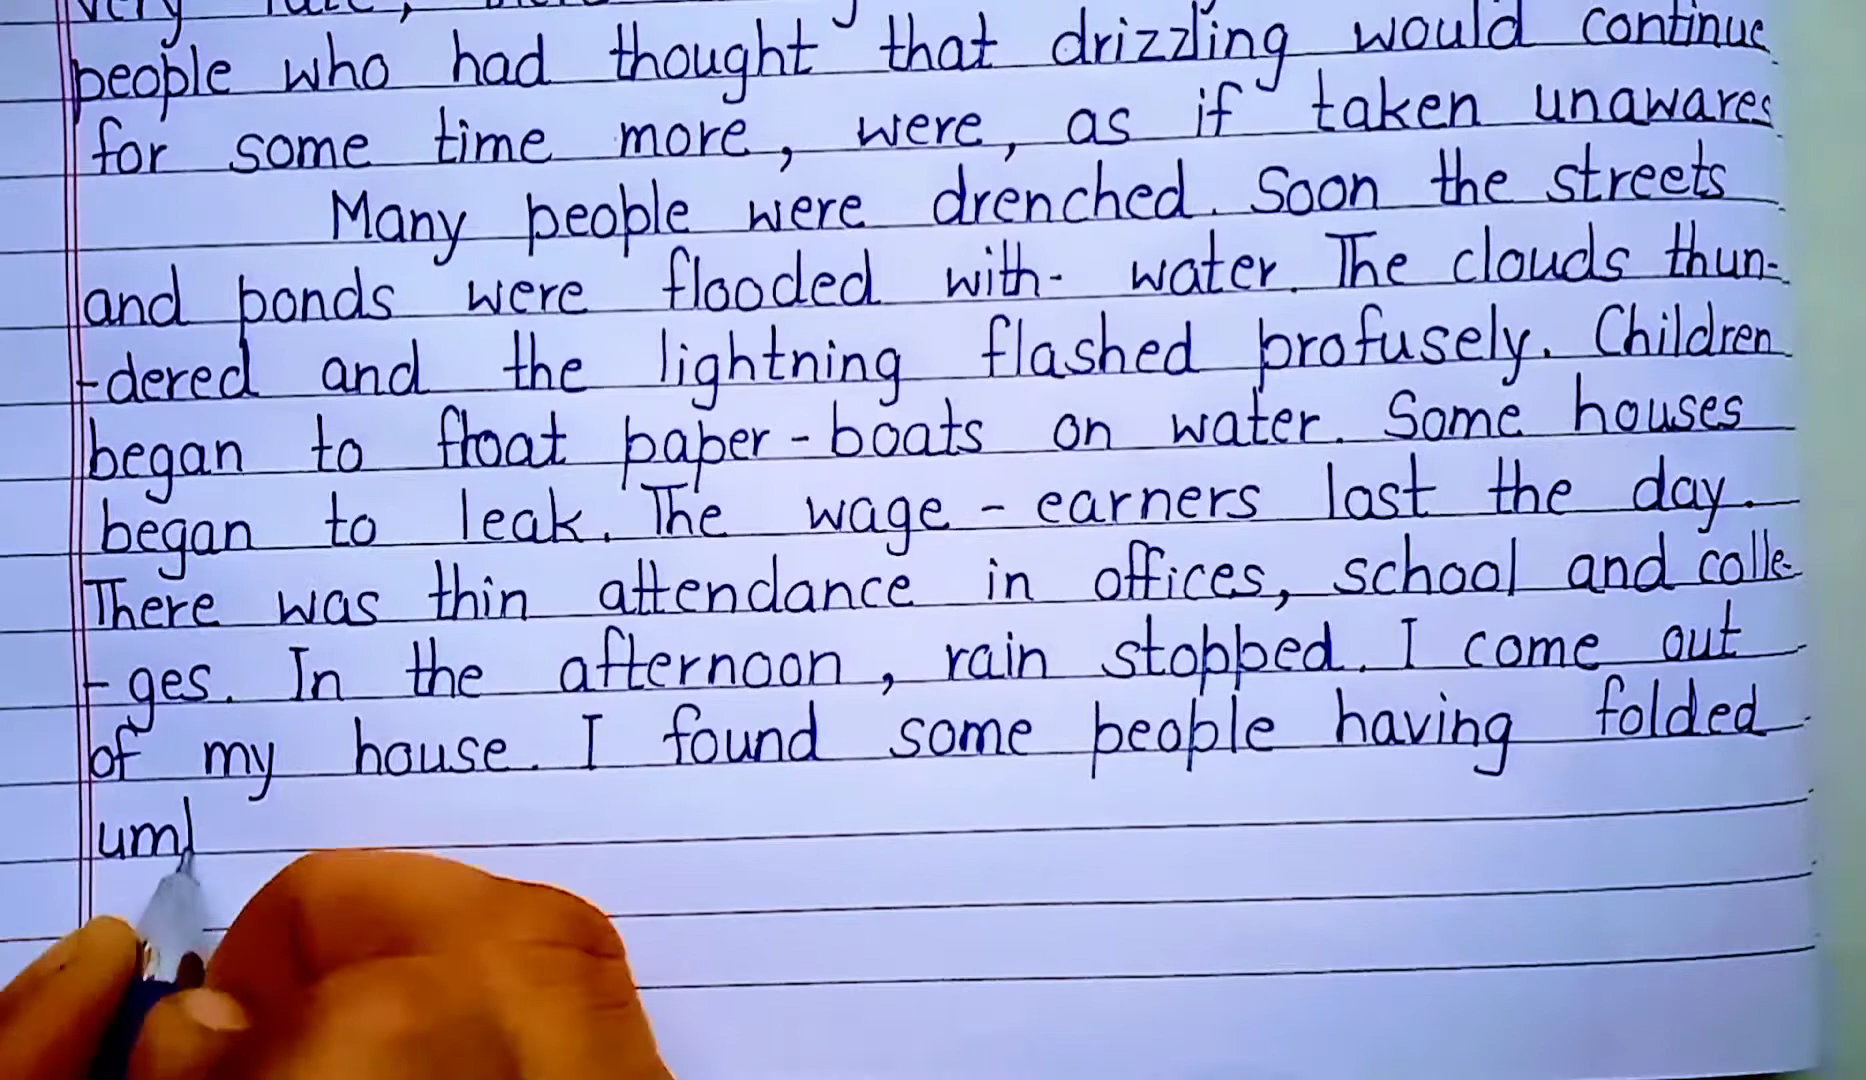 very
people who had thought that drizzling would continue
for some time more, were, as if taken unawares
Many people were drenched. Soon the streets
and ponds were flooded with- water. The clouds thun-
-dered and the lightning flashed profusely. Children
began to float paper-boats on water. Some houses
began to leak. The wage-earners lost the day.
There was thin attendance in offices, school and colle-
-ges. In the afternoon, rain stopped. I come out
of my house. I found some people having folded
um